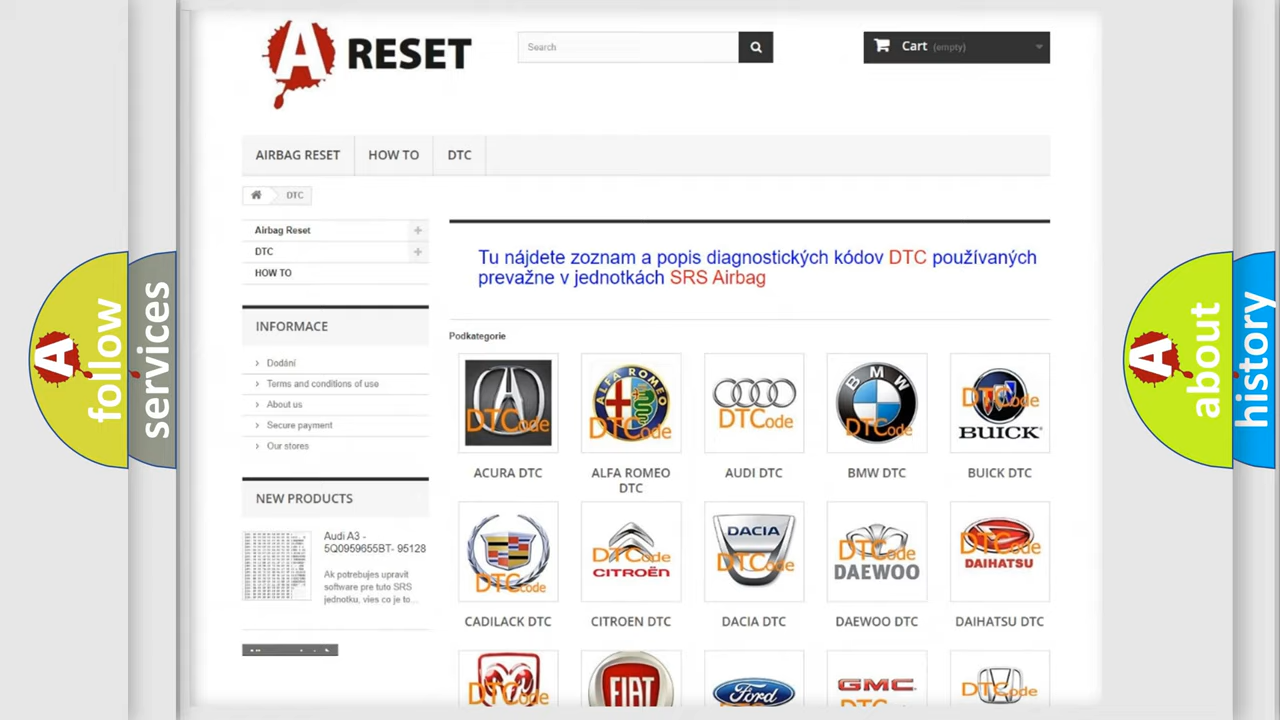 A RESET
Search
Cart (empty)
AIRBAG RESET
HOW TO
DTC
DTC
Airbag Reset
DTC
HOW TO
Tu nájdete zoznam a popis diagnostických kódov DTC používaných
prevažne v jednotkách SRS Airbag
INFORMACE
Dodání
Terms and conditions of use
About us
Secure payment
Our stores
Podkategorie
DTCode
ALFA ROMEO
DTCode
DTCode
BMW
DTCode
DTCode
BUICK
ACURA DTC
ALFA ROMEO
DTC
AUDI DTC
BMW DTC
BUICK DTC
NEW PRODUCTS
Audi A3 -
5Q0959655BT- 95128
Ak potrebujes upravit
software pre tuto SRS
jednotku, vies co je to...
DTCode
DTCode
CITROËN
DACIA
DTCode
DTCode
DAEWOO
DTCode
DAIHATSU
CADILACK DTC
CITROEN DTC
DACIA DTC
DAEWOO DTC
DAIHATSU DTC
DTCode
FIAT
Ford
DTCode
GMC
DTCode
A follow
services
A about
history